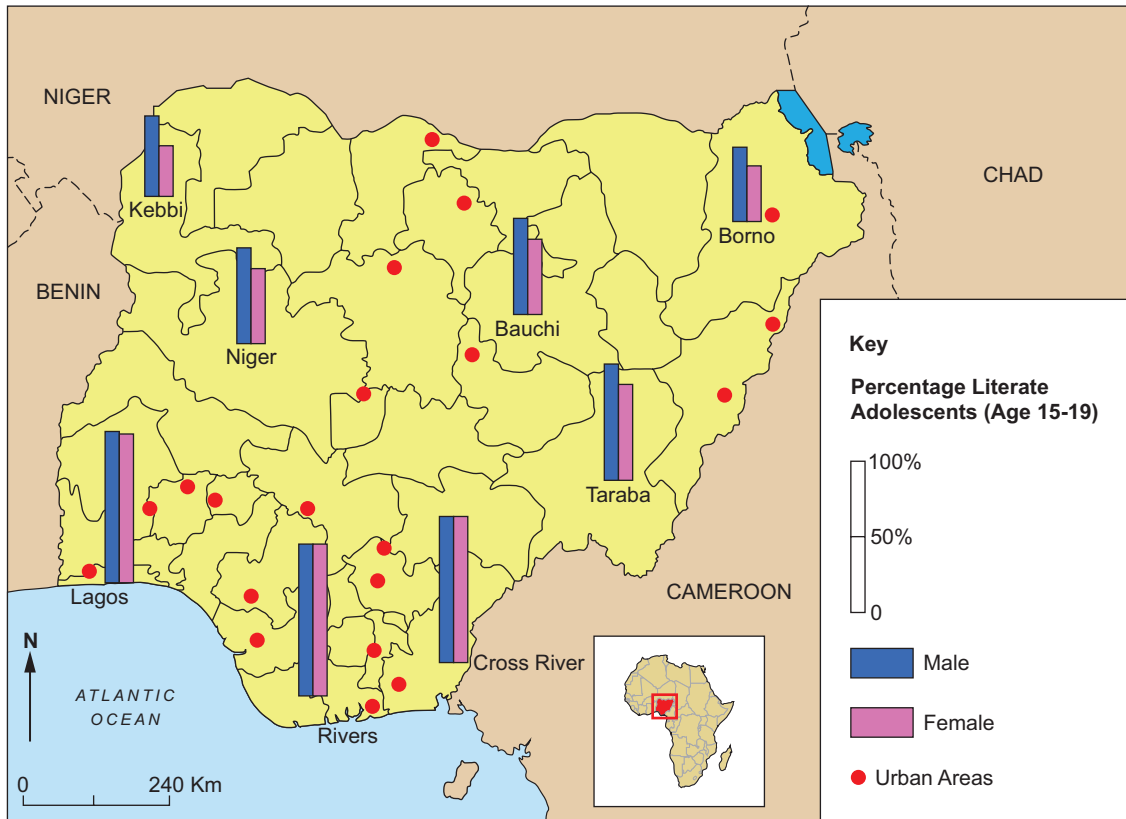 NIGER
CHAD
Kebbi
Borno
BENIN
Bauchi
Niger
Taraba
Lagos
CAMEROON
Cross River
Rivers
N
ATLANTIC
OCEAN
0
240 Km
Key
Percentage Literate
Adolescents (Age 15-19)
100%
50%
0
Male
Female
Urban Areas